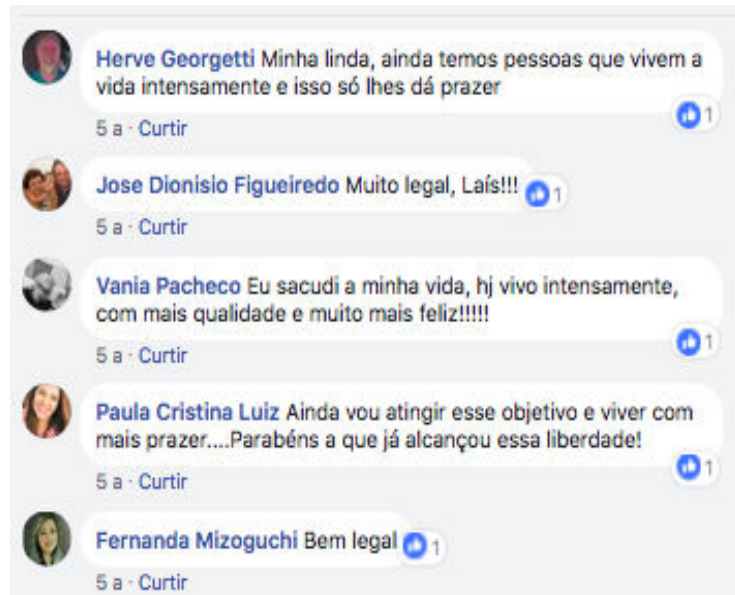 Herve Georgetti Minha linda, ainda temos pessoas que vivem a
vida intensamente e isso só lhes dá prazer
1
5 a · Curtir
Jose Dionisio Figueiredo Muito legal, Laís!!! 1
5 a · Curtir
Vania Pacheco Eu sacudi a minha vida, hj vivo intensamente,
com mais qualidade e muito mais feliz!!!!!
1
5 a · Curtir
Paula Cristina Luiz Ainda vou atingir esse objetivo e viver com
mais prazer....Parabéns a que já alcançou essa liberdade!
1
5 a · Curtir
Fernanda Mizoguchi Bem legal 1
5 a · Curtir